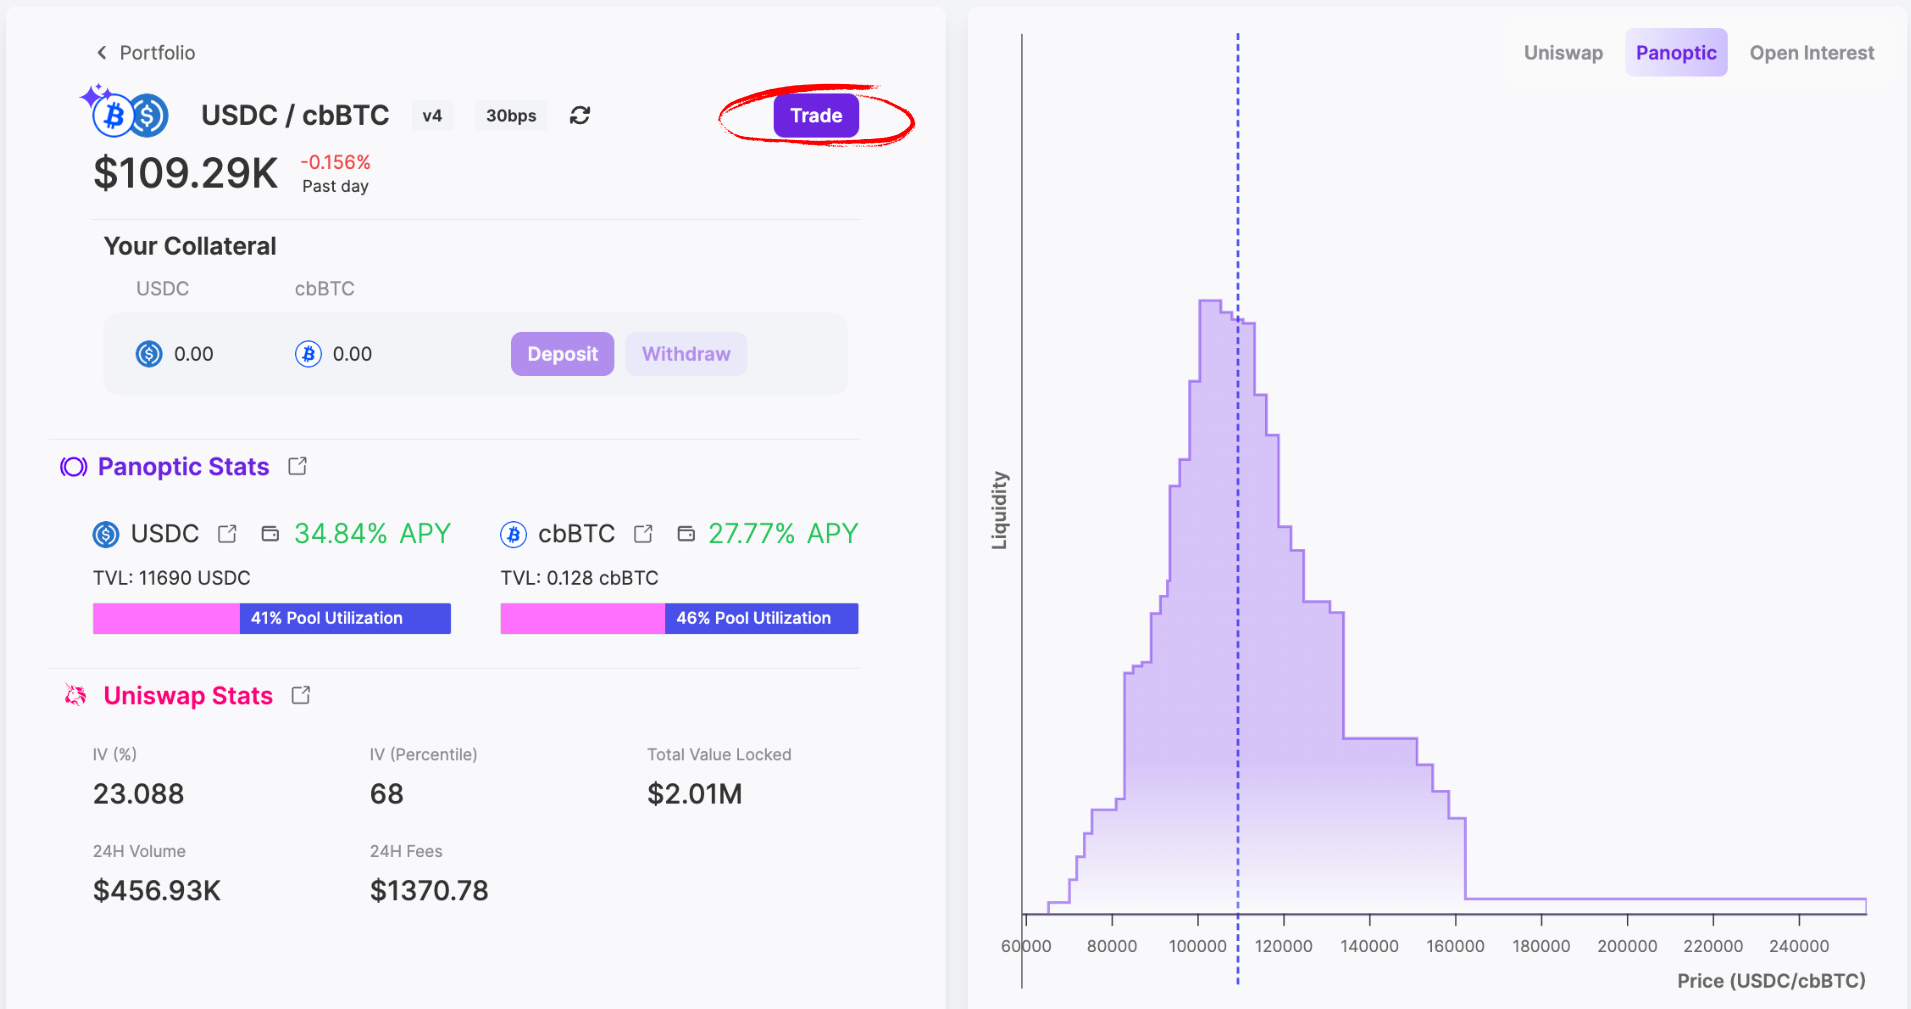 Portfolio
USDC / cbBTC v4 30bps
Trade
$109.29K
-0.156%
Past day
Your Collateral
USDC cbBTC
0.00 0.00 Deposit Withdraw
Panoptic Stats
USDC 34.84% APY
TVL: 11690 USDC
41% Pool Utilization
cbBTC 27.77% APY
TVL: 0.128 cbBTC
46% Pool Utilization
Uniswap Stats
IV (%) IV (Percentile) Total Value Locked
23.088 68 $2.01M
24H Volume 24H Fees
$456.93K $1370.78
Uniswap Panoptic Open Interest
Liquidity
60000 80000 100000 120000 140000 160000 180000 200000 220000 240000
Price (USDC/cbBTC)